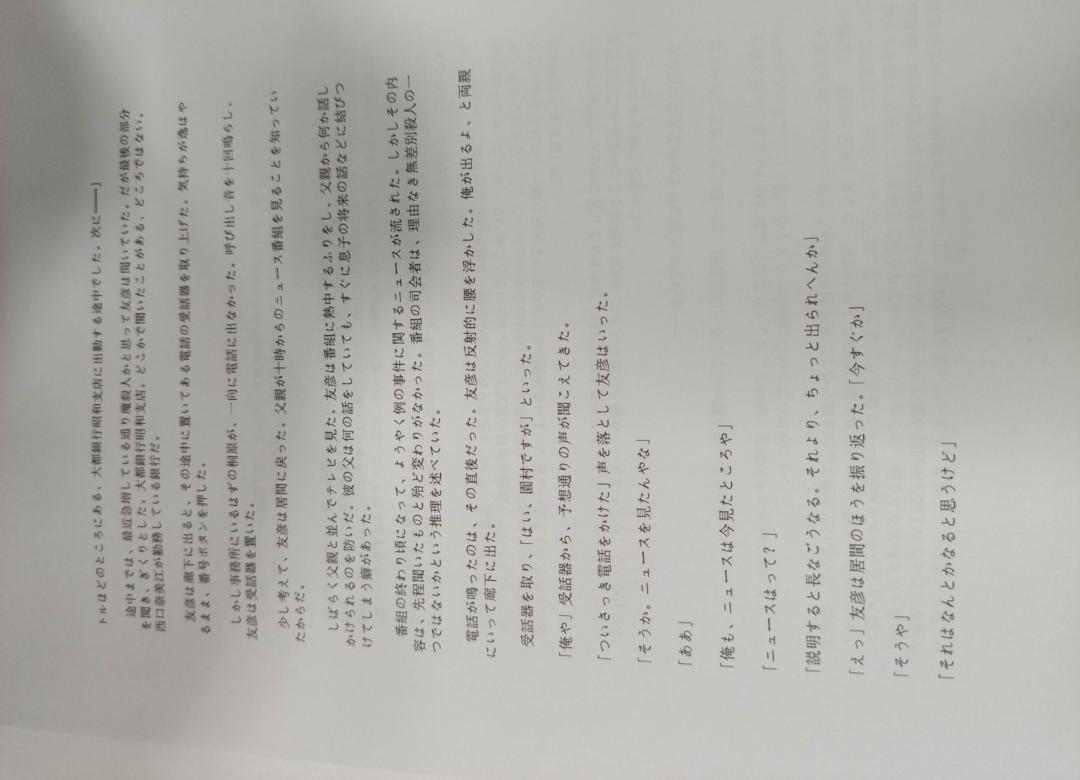 トルほどのところにある、大都銀行昭和支店に出勤する途中でした。次に――」
途中までは、最近急増している通り魔殺人かと思って友彦は聞いていた。だが最後の部分
を聞き、ぎくりとした。大都銀行昭和支店。どこかで聞いたことがある、どころではない。
西口奈美江が勤務している銀行だ。
友彦は廊下に出ると、その途中に置いてある電話の受話器を取り上げた。気持ちが逸はや
るまま、番号ボタンを押した。
しかし事務所にいるはずの桐原が、一向に電話に出なかった。呼び出し音を十回鳴らし、
友彦は受話器を置いた。
少し考えて、友彦は居間に戻った。父親が十時からのニュース番組を見ることを知ってい
たからだ。
しばらく父親と並んでテレビを見た。友彦は番組に熱中するふりをし、父親から何か話し
かけられるのを防いだ。彼の父は何の話をしていても、すぐに息子の将来の話などに結びつ
けてしまう癖があった。
番組の終わり頃になって、ようやく例の事件に関するニュースが流された。しかしその内
容は、先程聞いたものと殆ど変わりがなかった。番組の司会者は、理由なき無差別殺人の一
つではないかという推理を述べていた。
電話が鳴ったのは、その直後だった。友彦は反射的に腰を浮かした。俺が出るよ、と両親
にいって廊下に出た。
受話器を取り、「はい、園村ですが」といった。
「俺や」受話器から、予想通りの声が聞こえてきた。
「ついさっき電話をかけた」声を落として友彦はいった。
「そうか。ニュースを見たんやな」
「ああ」
「俺も、ニュースは今見たところや」
「ニュースはって？」
「説明すると長なごうなる。それより、ちょっと出られへんか」
「えっ」友彦は居間のほうを振り返った。「今すぐか」
「そうや」
「それはなんとかなると思うけど」